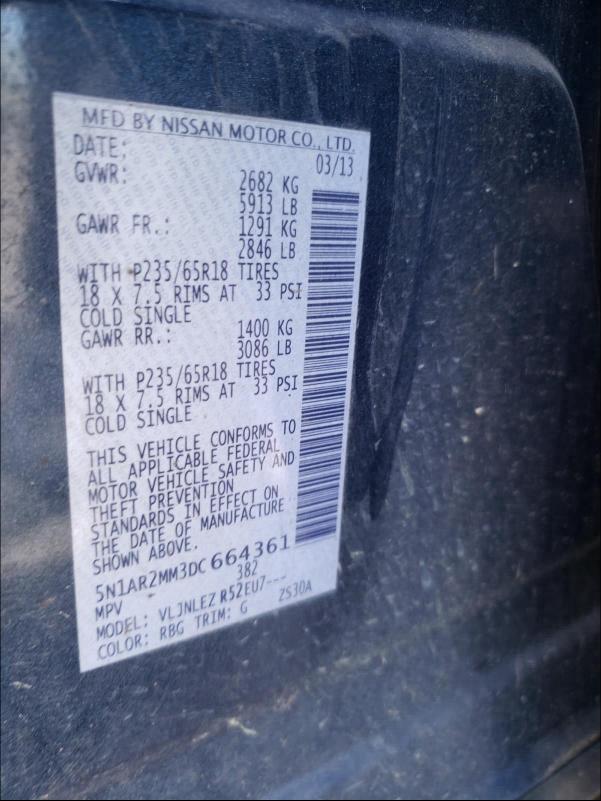 MFD BY NISSAN MOTOR CO., LTD.
DATE: 03/13
GVWR: 2682 KG
5913 LB
GAWR FR.: 1291 KG
2846 LB
WITH P235/65R18 TIRES
18 X 7.5 RIMS AT 33 PSI
COLD SINGLE
GAWR RR.: 1400 KG
3086 LB
WITH P235/65R18 TIRES
18 X 7.5 RIMS AT 33 PSI
COLD SINGLE
THIS VEHICLE CONFORMS TO
ALL APPLICABLE FEDERAL
MOTOR VEHICLE SAFETY AND
THEFT PREVENTION
STANDARDS IN EFFECT ON
THE DATE OF MANUFACTURE
SHOWN ABOVE.
5N1AR2MM3DC664361
MPV 382
MODEL: VLJNLEZ R52EU7---
COLOR: RBG TRIM: G ZS30A